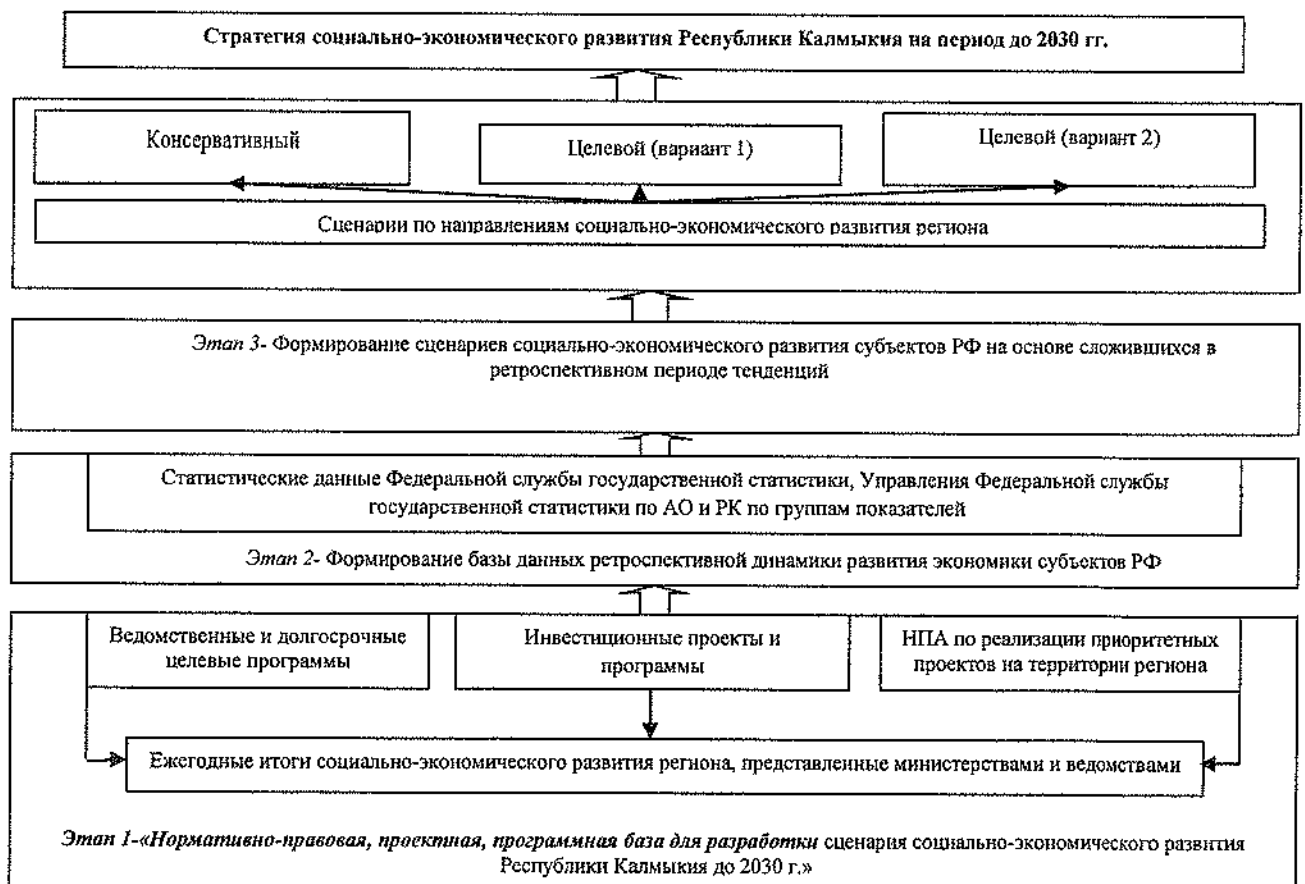 Стратегия социально-экономического развития Республики Калмыкия на период до 2030 гг.
Консервативный
Целевой (вариант 1)
Целевой (вариант 2)
Сценарии по направлениям социально-экономического развития региона
Этап 3- Формирование сценариев социально-экономического развития субъектов РФ на основе сложившихся в
ретроспективном периоде тенденций
Статистические данные Федеральной службы государственной статистики, Управления Федеральной службы
государственной статистики по АО и РК по группам показателей
Этап 2- Формирование базы данных ретроспективной динамики развития экономики субъектов РФ
Ведомственные и долгосрочные
целевые программы
Инвестиционные проекты и
программы
НПА по реализации приоритетных
проектов на территории региона
Ежегодные итоги социально-экономического развития региона, представленные министерствами и ведомствами
Этап 1-«Нормативно-правовая, проектная, программная база для разработки сценария социально-экономического развития
Республики Калмыкия до 2030 г.»